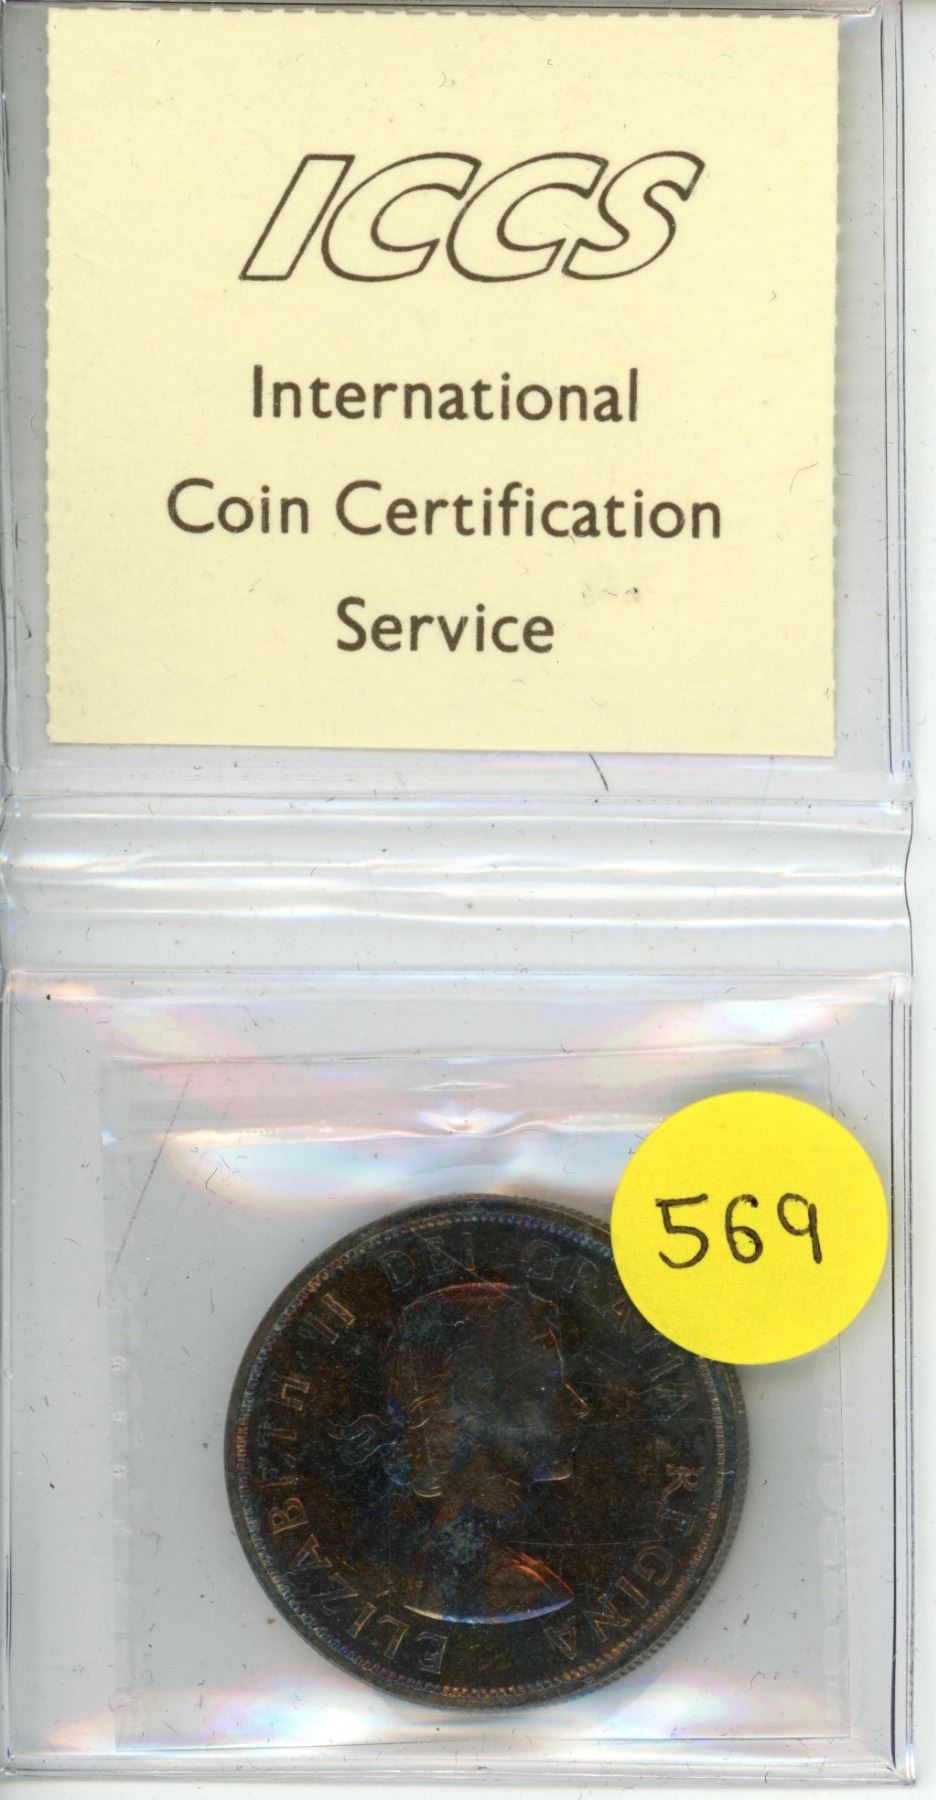 ICCS
International
Coin Certification
Service
569
ELIZABETH II DEI GRATIA REGINA